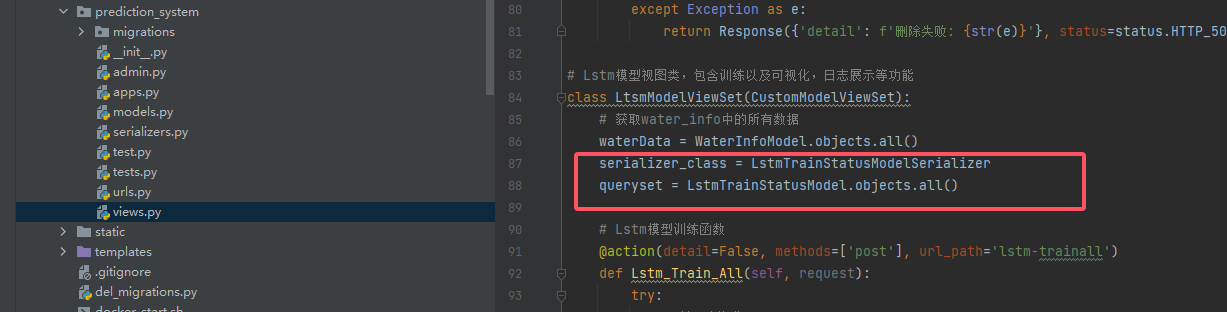 prediction_system
migrations
__init__.py
admin.py
apps.py
models.py
serializers.py
test.py
tests.py
urls.py
views.py
static
templates
.gitignore
del_migrations.py
docker_start.sh
80 except Exception as e:
81 return Response({'detail': f'删除失败: {str(e)}'}, status=status.HTTP_50
82
83 # Lstm模型视图类，包含训练以及可视化，日志展示等功能
84 class LtsmModelViewSet(CustomModelViewSet):
85 # 获取water_info中的所有数据
86 waterData = WaterInfoModel.objects.all()
87 serializer_class = LstmTrainStatusModelSerializer
88 queryset = LstmTrainStatusModel.objects.all()
89
90 # Lstm模型训练函数
91 @action(detail=False, methods=['post'], url_path='lstm-trainall')
92 def Lstm_Train_All(self, request):
93 try: